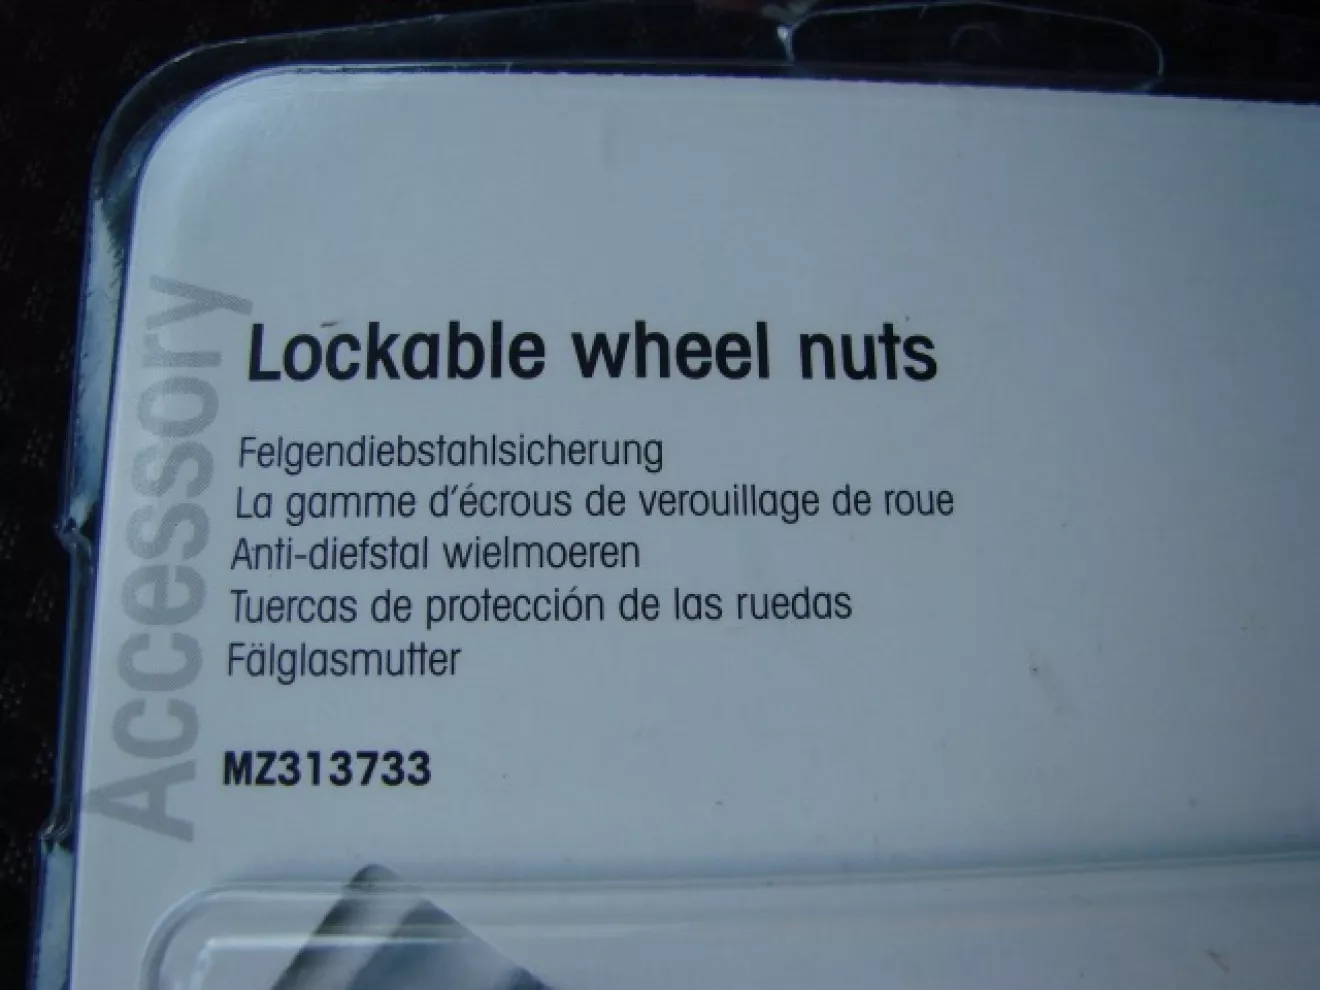 Accessory
Lockable wheel nuts
Felgendiebstahlsicherung
La gamme d'écrous de verouillage de roue
Anti-diefstal wielmoeren
Tuercas de protección de las ruedas
Fälglasmutter
MZ313733